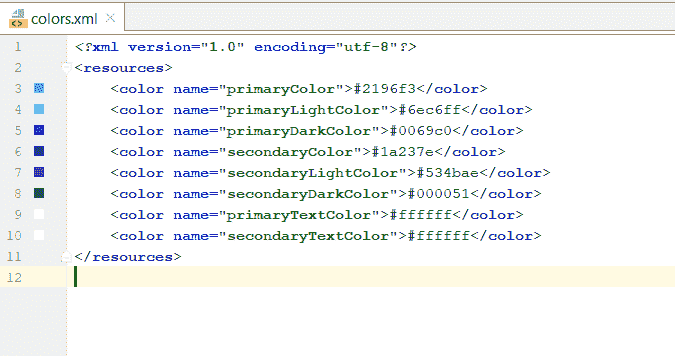 colors.xml
1 <?xml version="1.0" encoding="utf-8"?>
2 <resources>
3 <color name="primaryColor">#2196f3</color>
4 <color name="primaryLightColor">#6ec6ff</color>
5 <color name="primaryDarkColor">#0069c0</color>
6 <color name="secondaryColor">#1a237e</color>
7 <color name="secondaryLightColor">#534bae</color>
8 <color name="secondaryDarkColor">#000051</color>
9 <color name="primaryTextColor">#ffffff</color>
10 <color name="secondaryTextColor">#ffffff</color>
11 </resources>
12